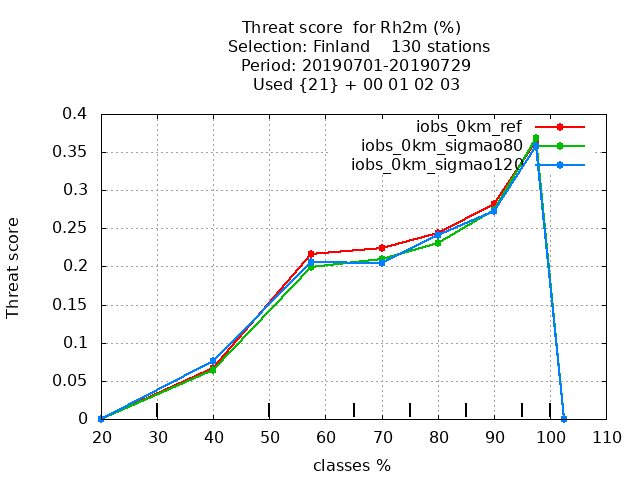 Threat score  for Rh2m (%)
Selection: Finland    130 stations
Period: 20190701-20190729
Used {21} + 00 01 02 03
Threat score
0.4
0.35
0.3
0.25
0.2
0.15
0.1
0.05
0
iobs_0km_ref
iobs_0km_sigmao80
iobs_0km_sigmao120
20 30 40 50 60 70 80 90 100 110
classes %